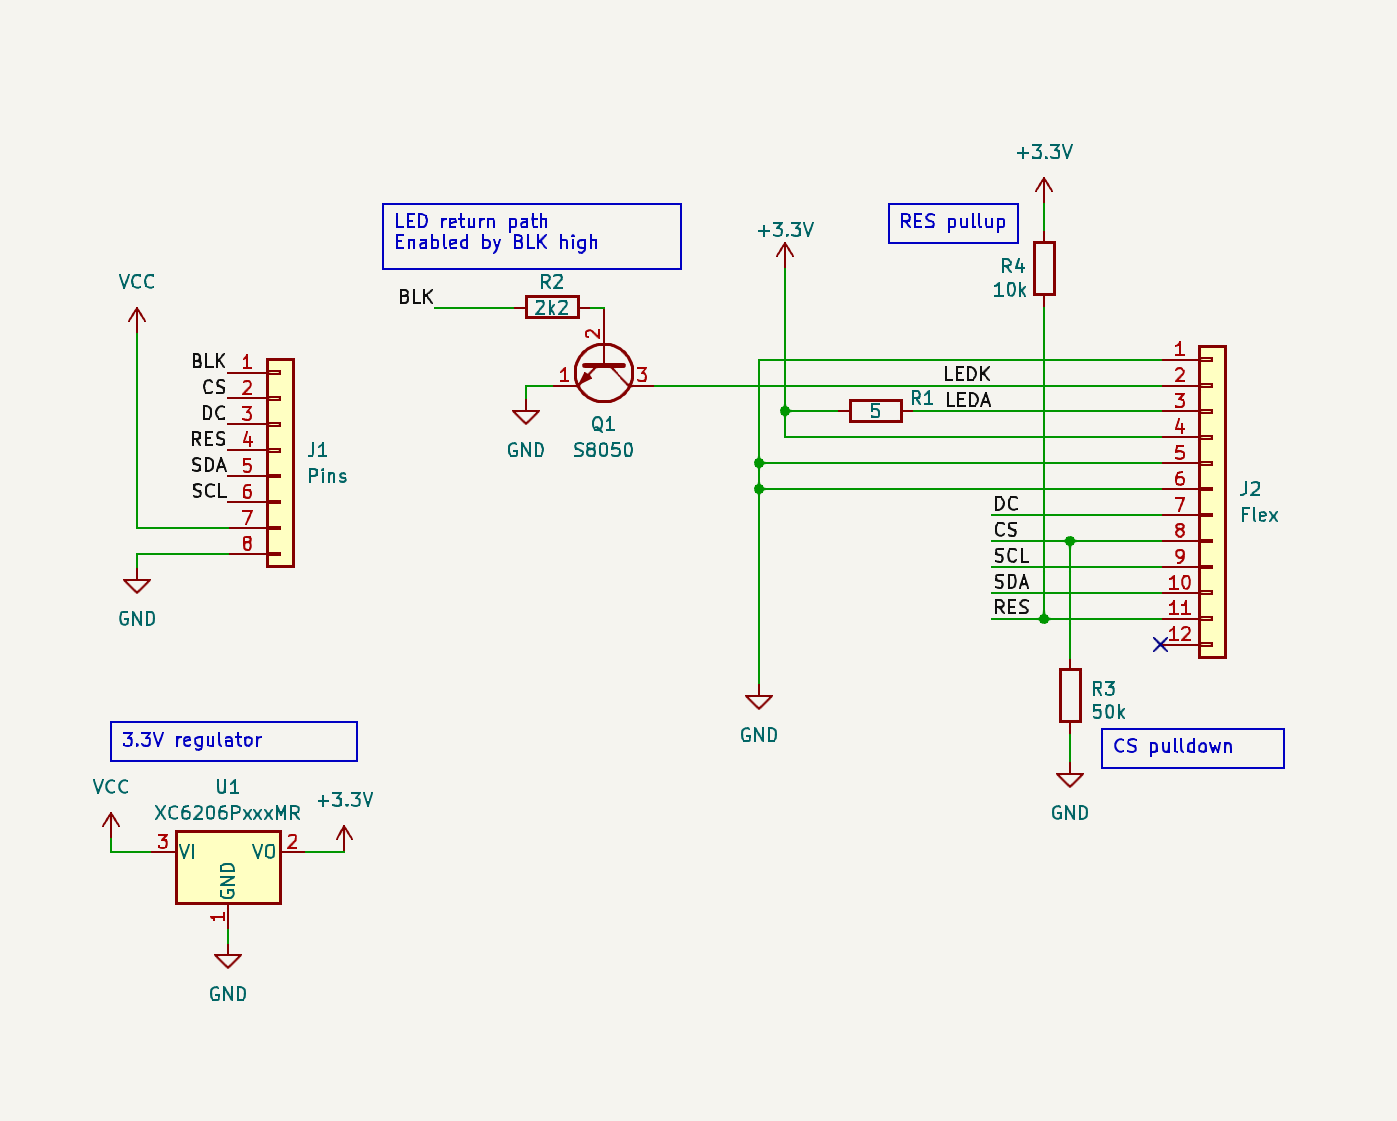 +3.3V
LED return path
Enabled by BLK high
RES pullup
+3.3V
VCC
BLK
R2
2k2
R4
10k
2
1
3
Q1
S8050
GND
LEDK
LEDA
R1
5
BLK 1
CS 2
DC 3
RES 4
SDA 5
SCL 6
7
8
J1
Pins
GND
1
2
3
4
5
6
DC 7
CS 8
SCL 9
SDA 10
RES 11
12
J2
Flex
GND
R3
50k
CS pulldown
GND
3.3V regulator
VCC
U1
XC6206PxxxMR
+3.3V
3
VI
VO
2
GND
1
GND